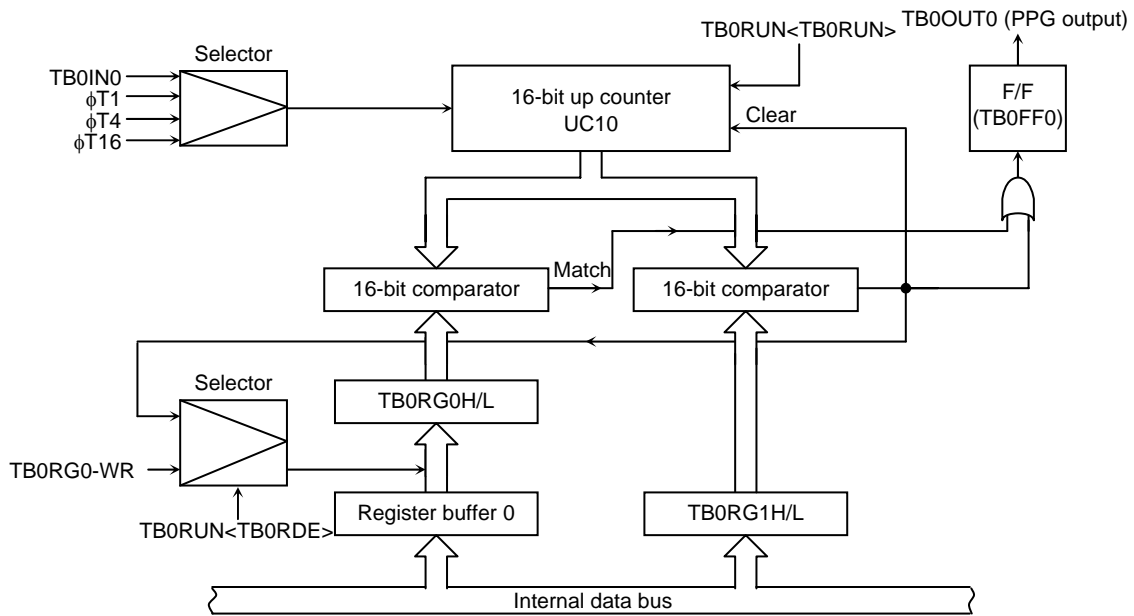 TB0OUT0 (PPG output)
TB0RUN<TB0RUN>
Selector
TB0IN0
φT1
φT4
φT16
16-bit up counter
UC10
Clear
F/F
(TB0FF0)
Match
16-bit comparator
16-bit comparator
Selector
TB0RG0H/L
TB0RG0-WR
TB0RUN<TB0RDE>
Register buffer 0
TB0RG1H/L
Internal data bus